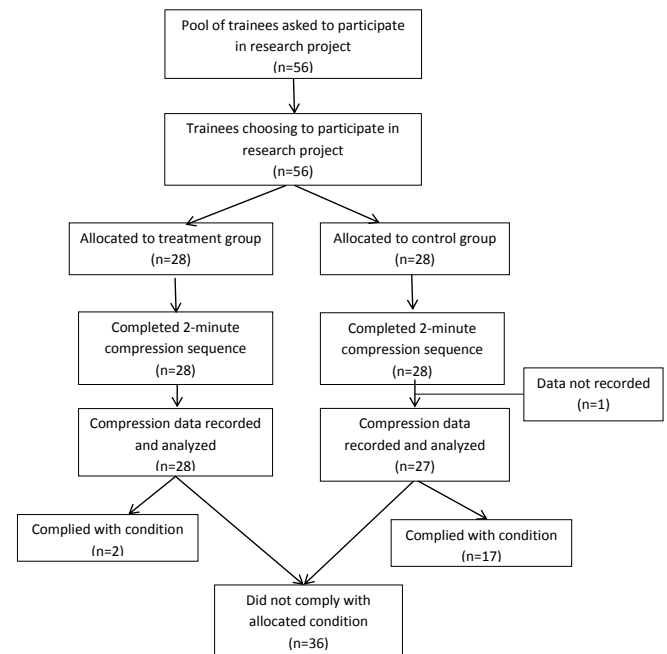 Pool of trainees asked to participate
in research project
(n=56)
Trainees choosing to participate in
research project
(n=56)
Allocated to treatment group
(n=28)
Allocated to control group
(n=28)
Completed 2-minute
compression sequence
(n=28)
Completed 2-minute
compression sequence
(n=28)
Data not recorded
(n=1)
Compression data recorded
and analyzed
(n=28)
Compression data
recorded and analyzed
(n=27)
Complied with condition
(n=2)
Complied with condition
(n=17)
Did not comply with
allocated condition
(n=36)